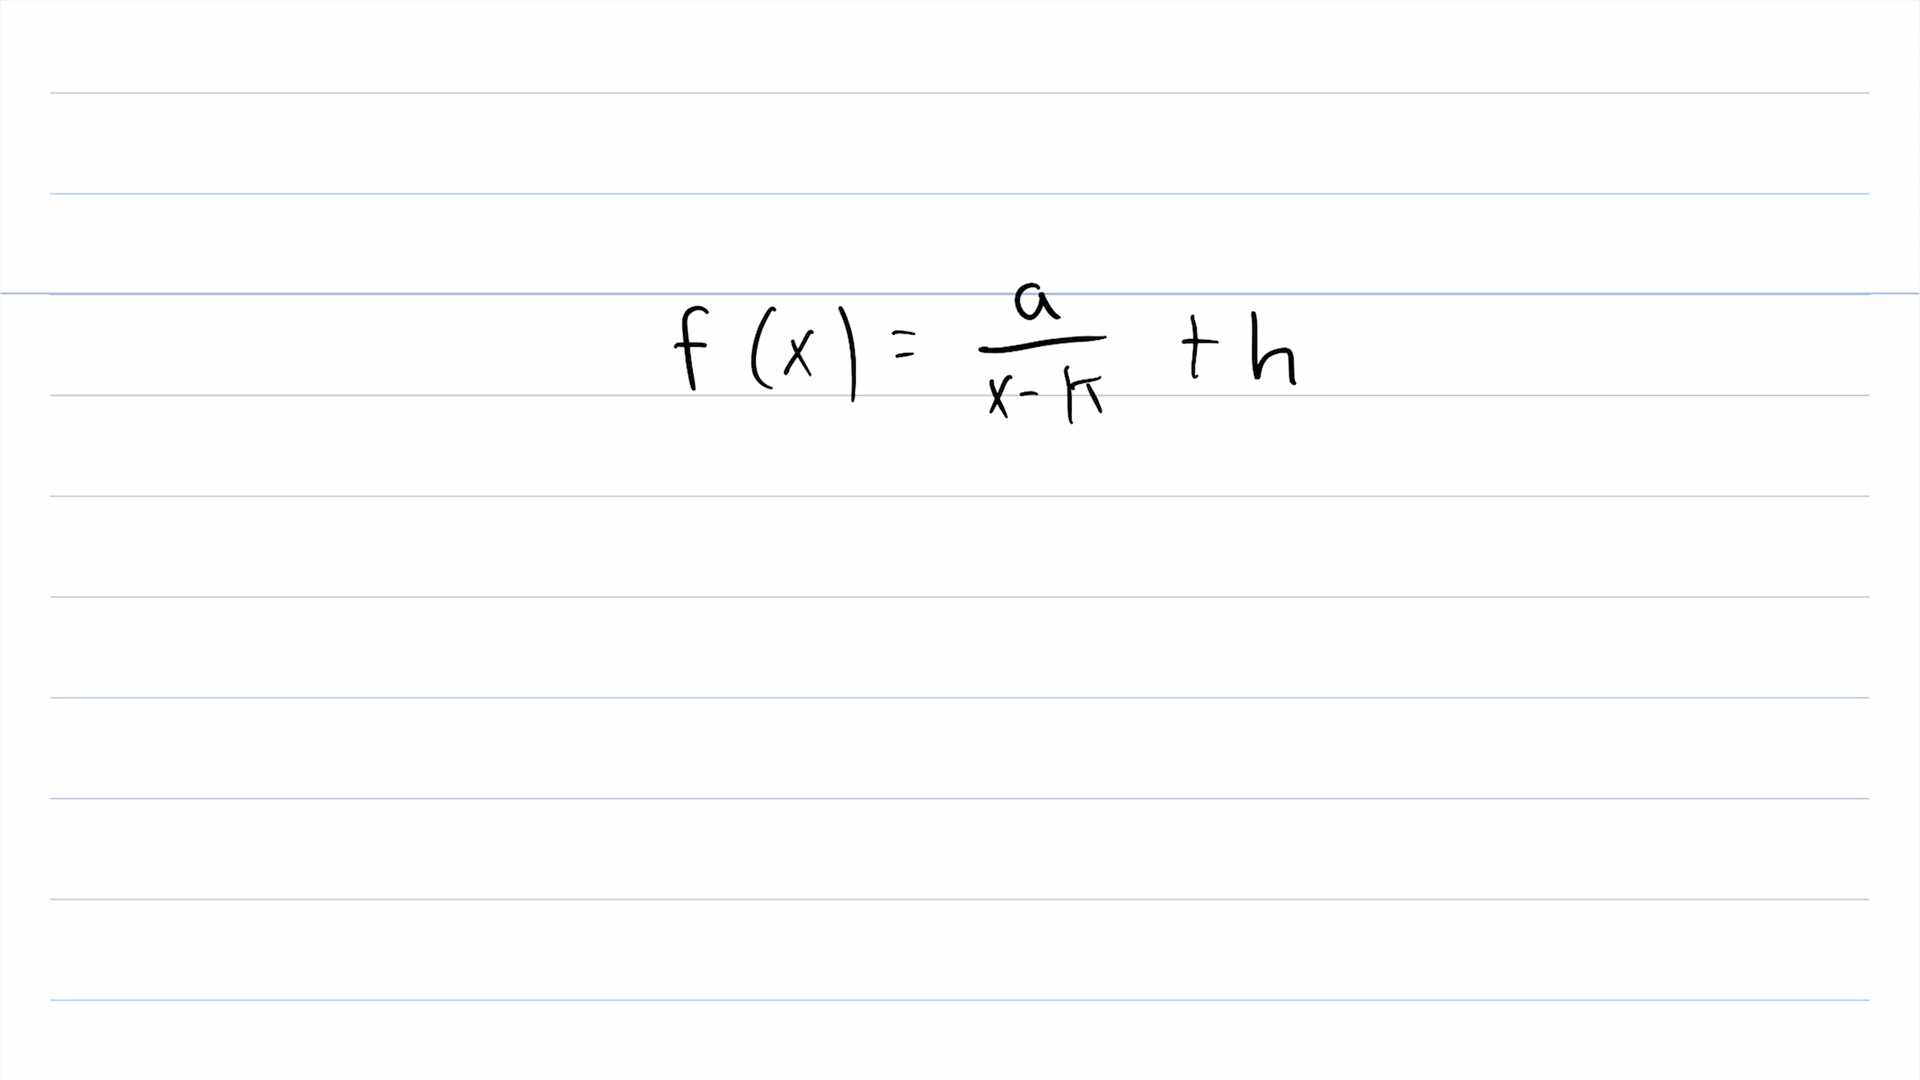 f(x) = a/(x-k) + h